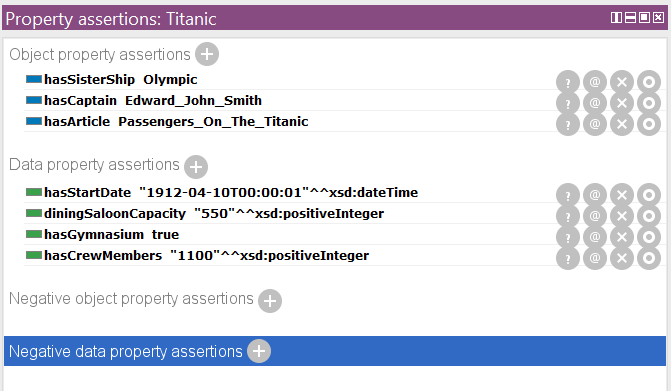 Property assertions: Titanic
Object property assertions
hasSisterShip Olympic
hasCaptain Edward_John_Smith
hasArticle Passengers_On_The_Titanic
Data property assertions
hasStartDate "1912-04-10T00:00:01"^^xsd:dateTime
diningSaloonCapacity "550"^^xsd:positiveInteger
hasGymnasium true
hasCrewMembers "1100"^^xsd:positiveInteger
Negative object property assertions
Negative data property assertions